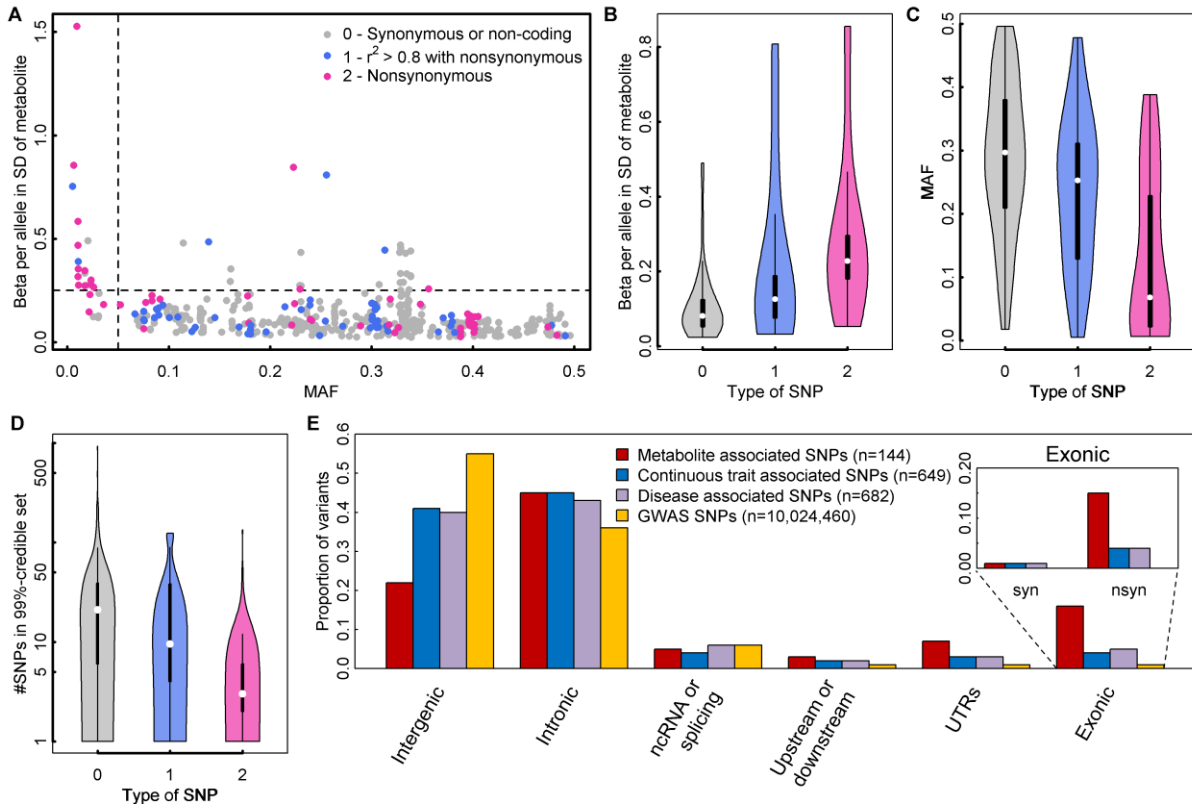 A
Beta per allele in SD of metabolite
1.5
1.0
0.5
0.0
0 - Synonymous or non-coding
1 - r² > 0.8 with nonsynonymous
2 - Nonsynonymous
0.0 0.1 0.2 0.3 0.4 0.5
MAF
B
Beta per allele in SD of metabolite
0.8
0.6
0.4
0.2
0.0
0 1 2
Type of SNP
C
MAF
0.5
0.4
0.3
0.2
0.1
0.0
0 1 2
Type of SNP
D
#SNPs in 99%-credible set
500
50
10
5
1
0 1 2
Type of SNP
E
Proportion of variants
0.6
0.5
0.4
0.3
0.2
0.1
0.0
Metabolite associated SNPs (n=144)
Continuous trait associated SNPs (n=649)
Disease associated SNPs (n=682)
GWAS SNPs (n=10,024,460)
Exonic
0.20
0.10
0.00
syn nsyn
Intergenic
Intronic
ncRNA or
splicing
Upstream or
downstream
UTRs
Exonic